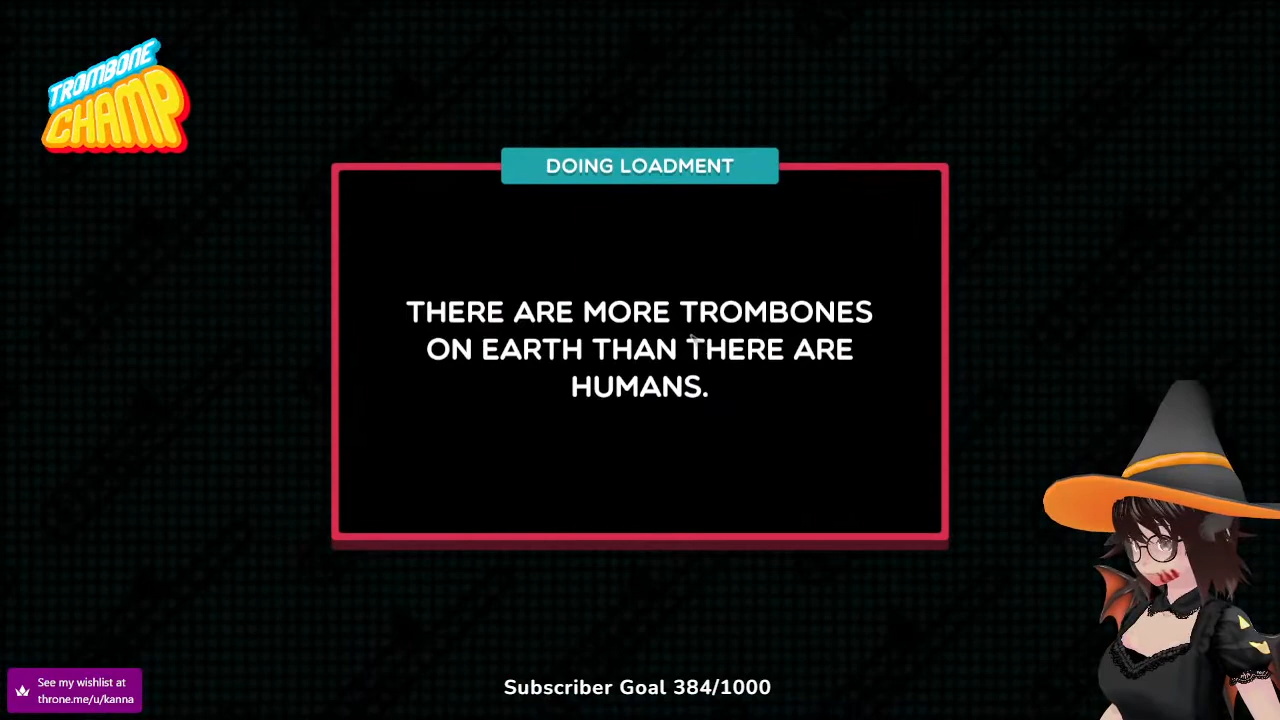 TROMBONE
CHAMP
DOING LOADMENT
THERE ARE MORE TROMBONES
ON EARTH THAN THERE ARE
HUMANS.
See my wishlist at
throne.me/u/kanna
Subscriber Goal 384/1000